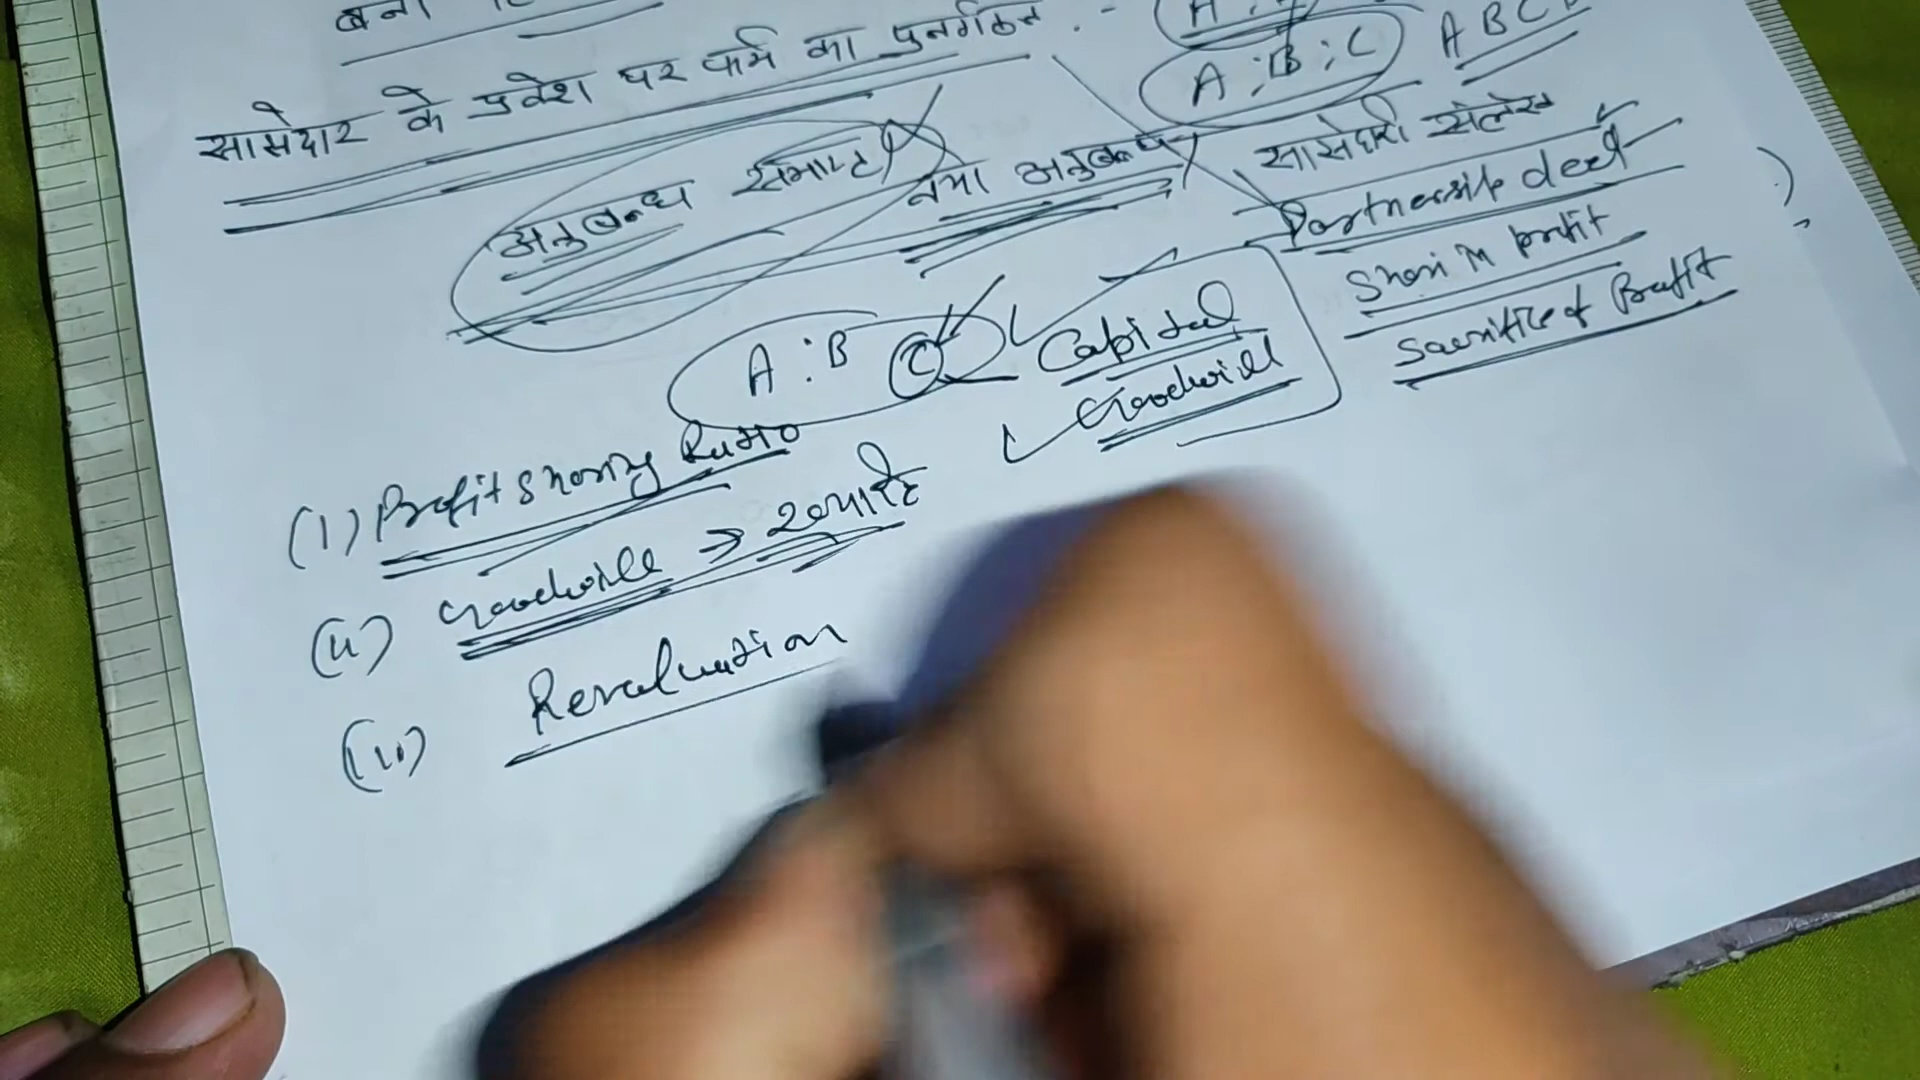 बना
साझेदार के प्रवेश पर फर्म का पुनर्गठन :-
A : B : C
A B C D
अनुबन्ध समाप्त
नया अनुबन्ध
साझेदारी संलेख
Partnership deed
Share in profit
Sacrifice of Profit
A : B C
Capital
Goodwill
(i) Profit sharing Ratio
(ii) Goodwill → ख्याति
(iii) Revaluation